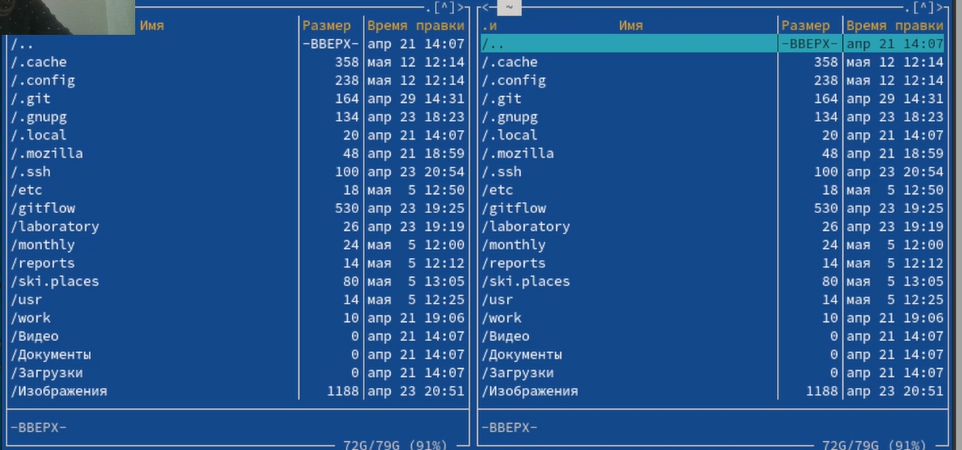 .[^]> <— ~ .[^]>
Имя Размер Время правки .и Имя Размер Время правки
/.. -ВВЕРХ- апр 21 14:07 /.. -ВВЕРХ- апр 21 14:07
/.cache 358 мая 12 12:14 /.cache 358 мая 12 12:14
/.config 238 мая 12 12:14 /.config 238 мая 12 12:14
/.git 164 апр 29 14:31 /.git 164 апр 29 14:31
/.gnupg 134 апр 23 18:23 /.gnupg 134 апр 23 18:23
/.local 20 апр 21 14:07 /.local 20 апр 21 14:07
/.mozilla 48 апр 21 18:59 /.mozilla 48 апр 21 18:59
/.ssh 100 апр 23 20:54 /.ssh 100 апр 23 20:54
/etc 18 мая 5 12:50 /etc 18 мая 5 12:50
/gitflow 530 апр 23 19:25 /gitflow 530 апр 23 19:25
/laboratory 26 апр 23 19:19 /laboratory 26 апр 23 19:19
/monthly 24 мая 5 12:00 /monthly 24 мая 5 12:00
/reports 14 мая 5 12:12 /reports 14 мая 5 12:12
/ski.places 80 мая 5 13:05 /ski.places 80 мая 5 13:05
/usr 14 мая 5 12:25 /usr 14 мая 5 12:25
/work 10 апр 21 19:06 /work 10 апр 21 19:06
/Видео 0 апр 21 14:07 /Видео 0 апр 21 14:07
/Документы 0 апр 21 14:07 /Документы 0 апр 21 14:07
/Загрузки 0 апр 21 14:07 /Загрузки 0 апр 21 14:07
/Изображения 1188 апр 23 20:51 /Изображения 1188 апр 23 20:51
-ВВЕРХ- -ВВЕРХ-
72G/79G (91%) 72G/79G (91%)